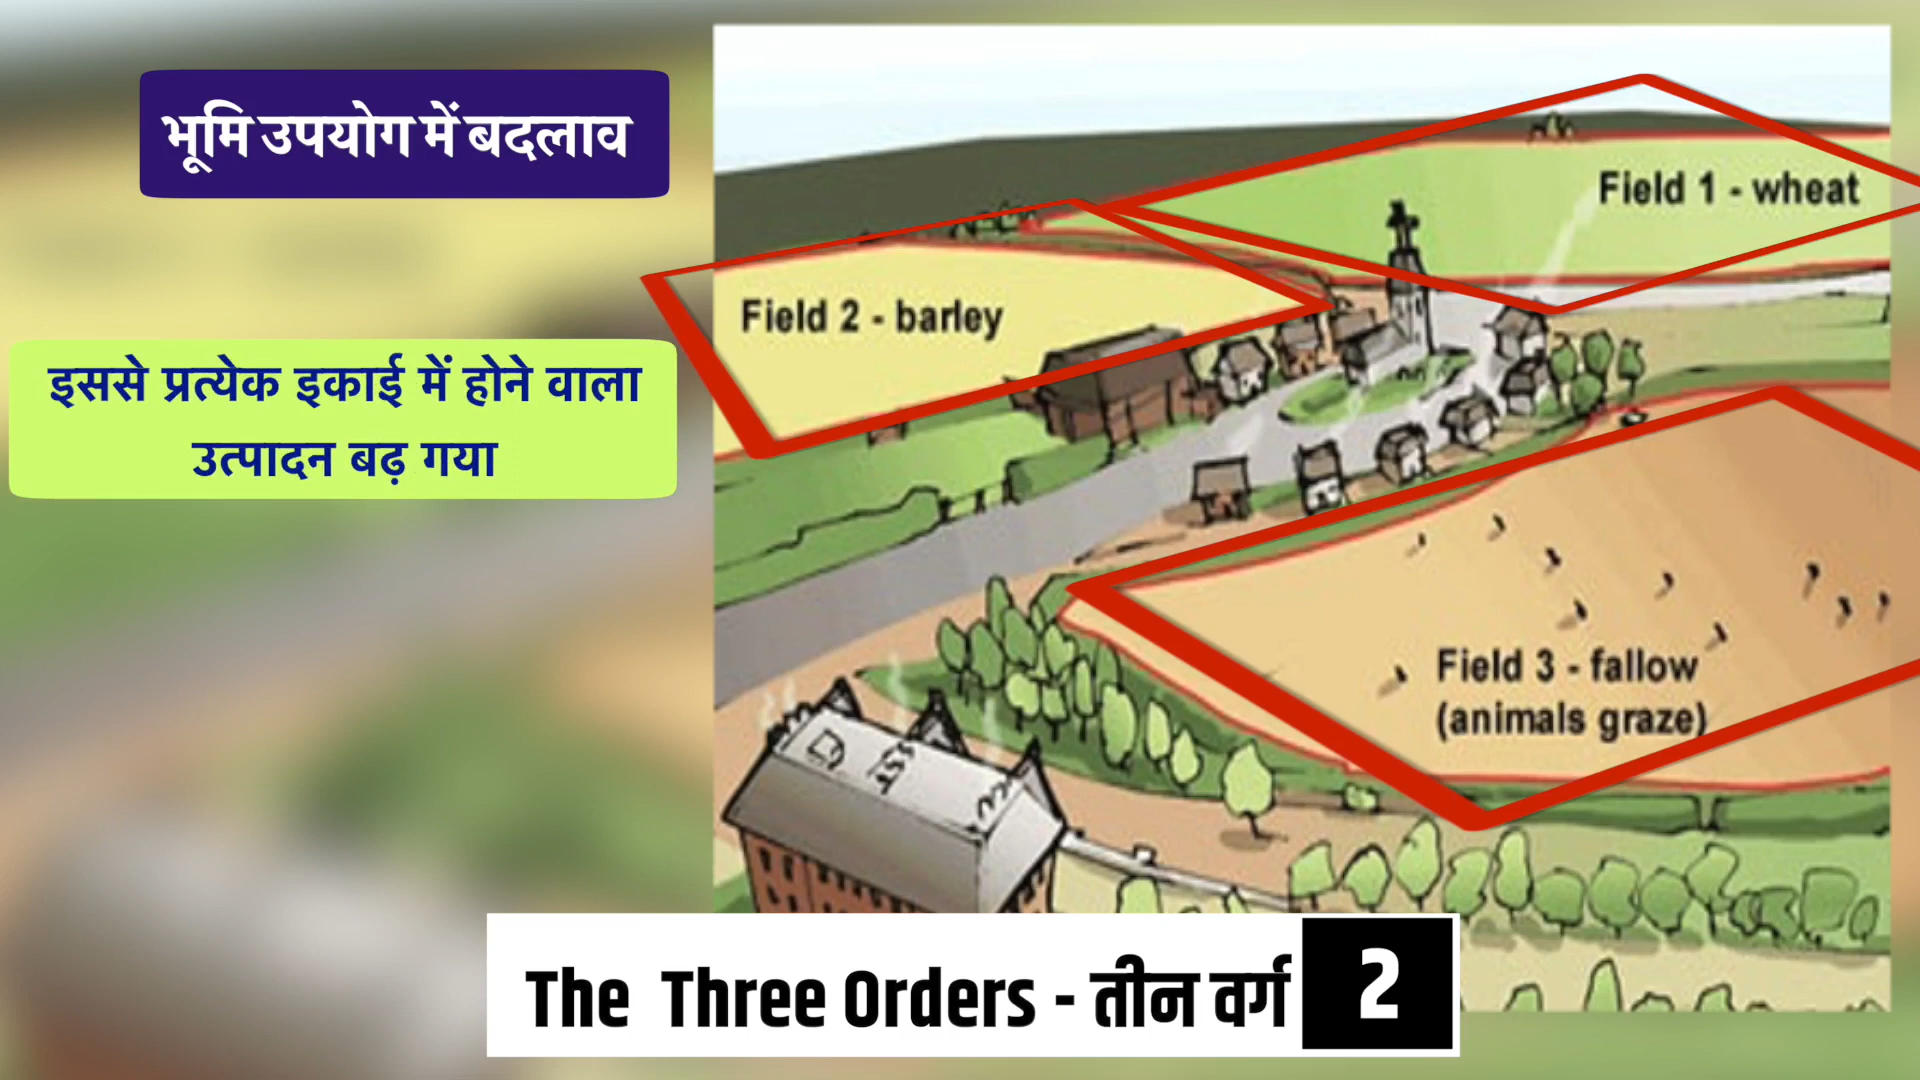 भूमि उपयोग में बदलाव
इससे प्रत्येक इकाई में होने वाला
उत्पादन बढ़ गया
Field 1 - wheat
Field 2 - barley
Field 3 - fallow
(animals graze)
The Three Orders - तीन वर्ग 2